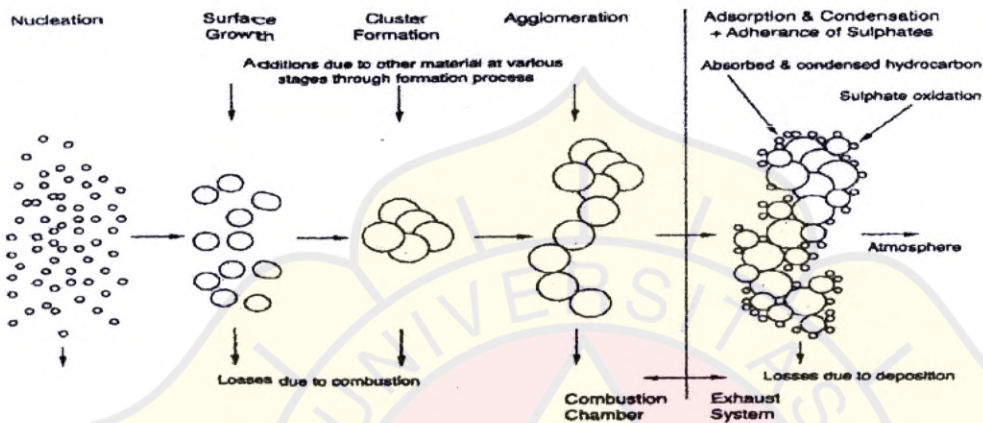 Nucleation
Surface
Growth
Cluster
Formation
Agglomeration
Adsorption & Condensation
+ Adherance of Sulphates
Additions due to other material at various
stages through formation process
Absorbed & condensed hydrocarbon
Sulphate oxidation
Atmosphere
Losses due to combustion
Losses due to deposition
Combustion
Chamber
Exhaust
System
UNIVERSITAS